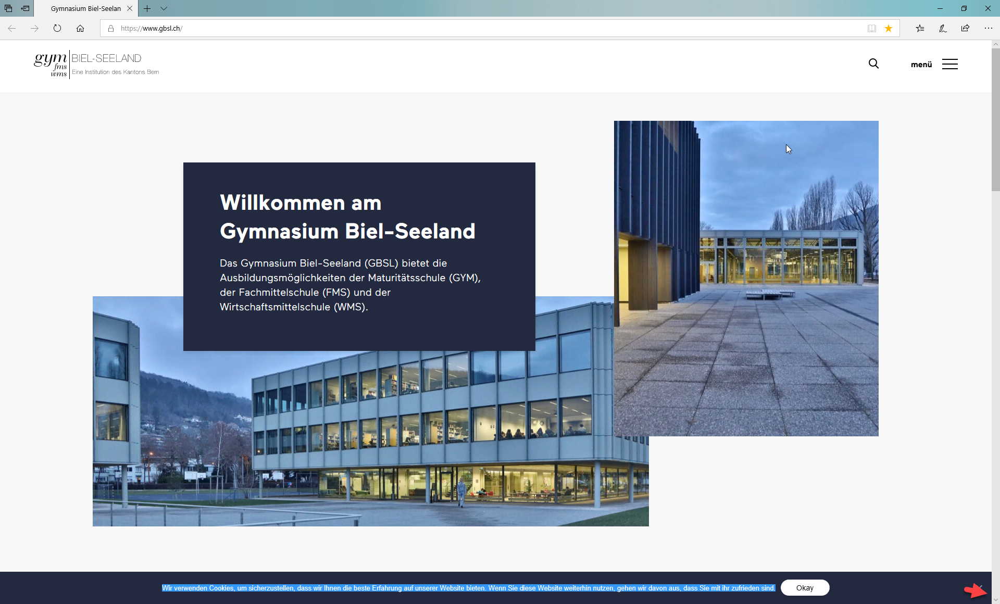 Gymnasium Biel-Seelan
https://www.gbsl.ch/
gym
fms
wms
BIEL-SEELAND
Eine Institution des Kantons Bern
menü
Willkommen am
Gymnasium Biel-Seeland
Das Gymnasium Biel-Seeland (GBSL) bietet die
Ausbildungsmöglichkeiten der Maturitätsschule (GYM),
der Fachmittelschule (FMS) und der
Wirtschaftsmittelschule (WMS).
Wir verwenden Cookies, um sicherzustellen, dass wir Ihnen die beste Erfahrung auf unserer Website bieten. Wenn Sie diese Website weiterhin nutzen, gehen wir davon aus, dass Sie mit ihr zufrieden sind.
Okay